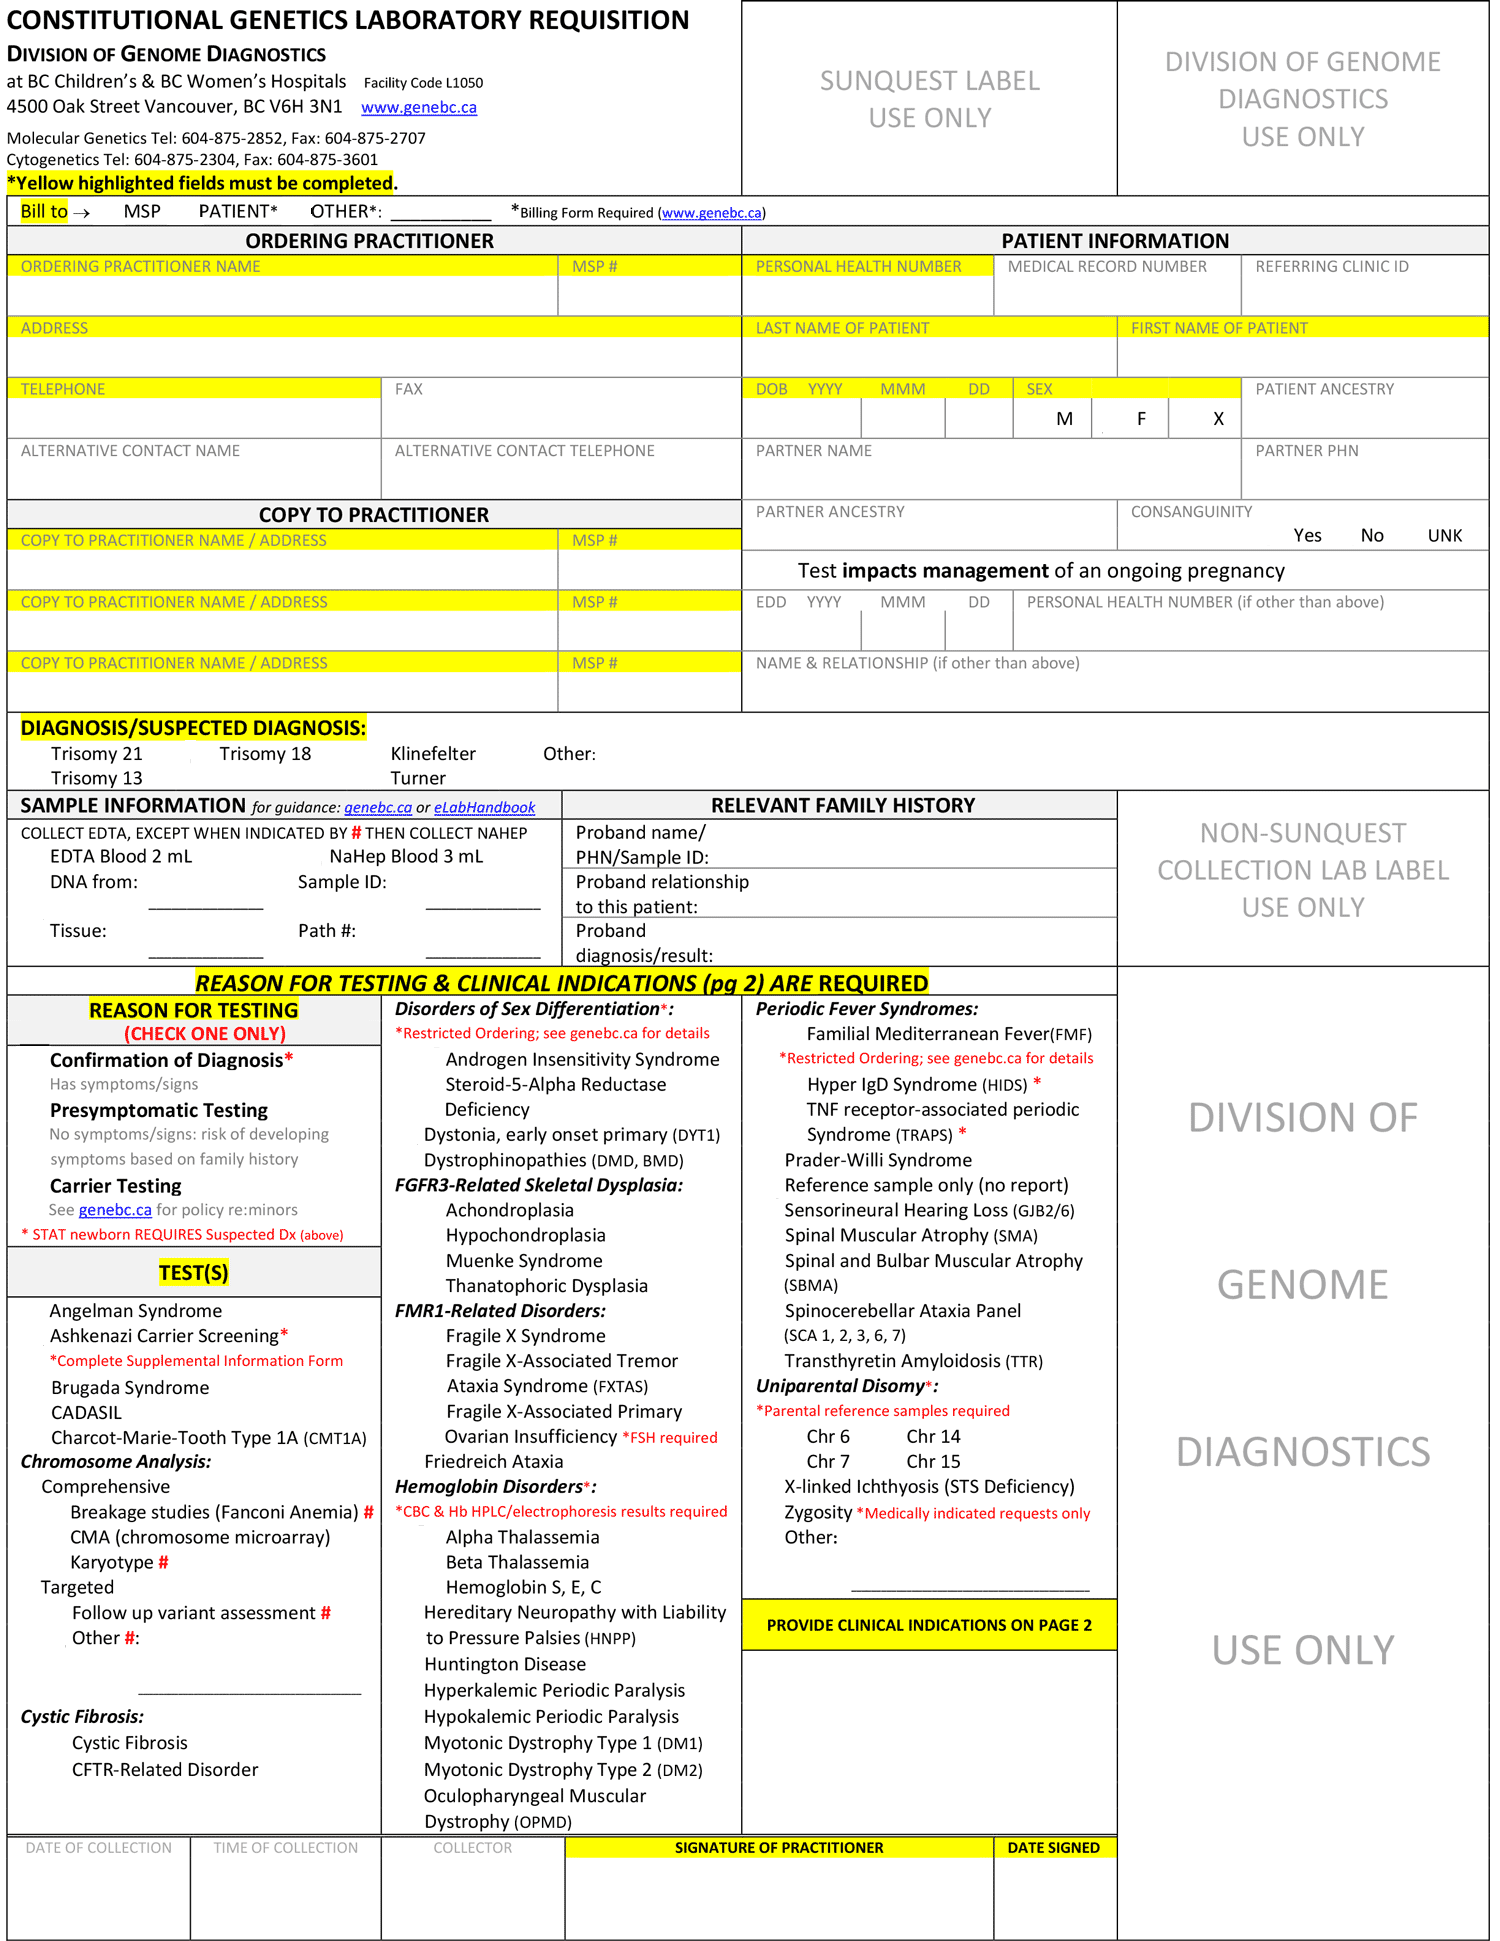 CONSTITUTIONAL GENETICS LABORATORY REQUISITION
DIVISION OF GENOME DIAGNOSTICS
at BC Children's & BC Women's Hospitals Facility Code L1050
4500 Oak Street Vancouver, BC V6H 3N1 www.genebc.ca
Molecular Genetics Tel: 604-875-2852, Fax: 604-875-2707
Cytogenetics Tel: 604-875-2304, Fax: 604-875-3601
*Yellow highlighted fields must be completed.
SUNQUEST LABEL
USE ONLY
DIVISION OF GENOME
DIAGNOSTICS
USE ONLY
Bill to → MSP PATIENT* OTHER*: __________ *Billing Form Required (www.genebc.ca)
ORDERING PRACTITIONER
ORDERING PRACTITIONER NAME MSP #
ADDRESS
TELEPHONE FAX
ALTERNATIVE CONTACT NAME ALTERNATIVE CONTACT TELEPHONE
COPY TO PRACTITIONER
COPY TO PRACTITIONER NAME / ADDRESS MSP #
COPY TO PRACTITIONER NAME / ADDRESS MSP #
COPY TO PRACTITIONER NAME / ADDRESS MSP #
PATIENT INFORMATION
PERSONAL HEALTH NUMBER MEDICAL RECORD NUMBER REFERRING CLINIC ID
LAST NAME OF PATIENT FIRST NAME OF PATIENT
DOB YYYY MMM DD SEX PATIENT ANCESTRY
M F X
PARTNER NAME PARTNER PHN
PARTNER ANCESTRY CONSANGUINITY
Yes No UNK
Test impacts management of an ongoing pregnancy
EDD YYYY MMM DD PERSONAL HEALTH NUMBER (if other than above)
NAME & RELATIONSHIP (if other than above)
DIAGNOSIS/SUSPECTED DIAGNOSIS:
Trisomy 21 Trisomy 18 Klinefelter Other:
Trisomy 13 Turner
SAMPLE INFORMATION for guidance: genebc.ca or eLabHandbook
COLLECT EDTA, EXCEPT WHEN INDICATED BY # THEN COLLECT NAHEP
EDTA Blood 2 mL NaHep Blood 3 mL
DNA from: Sample ID:
Tissue: Path #:
RELEVANT FAMILY HISTORY
Proband name/
PHN/Sample ID:
Proband relationship
to this patient:
Proband
diagnosis/result:
NON-SUNQUEST
COLLECTION LAB LABEL
USE ONLY
REASON FOR TESTING & CLINICAL INDICATIONS (pg 2) ARE REQUIRED
REASON FOR TESTING
(CHECK ONE ONLY)
Confirmation of Diagnosis*
Has symptoms/signs
Presymptomatic Testing
No symptoms/signs: risk of developing
symptoms based on family history
Carrier Testing
See genebc.ca for policy re:minors
* STAT newborn REQUIRES Suspected Dx (above)
TEST(S)
Angelman Syndrome
Ashkenazi Carrier Screening*
*Complete Supplemental Information Form
Brugada Syndrome
CADASIL
Charcot-Marie-Tooth Type 1A (CMT1A)
Chromosome Analysis:
Comprehensive
Breakage studies (Fanconi Anemia) #
CMA (chromosome microarray)
Karyotype #
Targeted
Follow up variant assessment #
Other #:
Cystic Fibrosis:
Cystic Fibrosis
CFTR-Related Disorder
Disorders of Sex Differentiation*:
*Restricted Ordering; see genebc.ca for details
Androgen Insensitivity Syndrome
Steroid-5-Alpha Reductase
Deficiency
Dystonia, early onset primary (DYT1)
Dystrophinopathies (DMD, BMD)
FGFR3-Related Skeletal Dysplasia:
Achondroplasia
Hypochondroplasia
Muenke Syndrome
Thanatophoric Dysplasia
FMR1-Related Disorders:
Fragile X Syndrome
Fragile X-Associated Tremor
Ataxia Syndrome (FXTAS)
Fragile X-Associated Primary
Ovarian Insufficiency *FSH required
Friedreich Ataxia
Hemoglobin Disorders*:
*CBC & Hb HPLC/electrophoresis results required
Alpha Thalassemia
Beta Thalassemia
Hemoglobin S, E, C
Hereditary Neuropathy with Liability
to Pressure Palsies (HNPP)
Huntington Disease
Hyperkalemic Periodic Paralysis
Hypokalemic Periodic Paralysis
Myotonic Dystrophy Type 1 (DM1)
Myotonic Dystrophy Type 2 (DM2)
Oculopharyngeal Muscular
Dystrophy (OPMD)
Periodic Fever Syndromes:
Familial Mediterranean Fever(FMF)
*Restricted Ordering; see genebc.ca for details
Hyper IgD Syndrome (HIDS) *
TNF receptor-associated periodic
Syndrome (TRAPS) *
Prader-Willi Syndrome
Reference sample only (no report)
Sensorineural Hearing Loss (GJB2/6)
Spinal Muscular Atrophy (SMA)
Spinal and Bulbar Muscular Atrophy
(SBMA)
Spinocerebellar Ataxia Panel
(SCA 1, 2, 3, 6, 7)
Transthyretin Amyloidosis (TTR)
Uniparental Disomy*:
*Parental reference samples required
Chr 6 Chr 14
Chr 7 Chr 15
X-linked Ichthyosis (STS Deficiency)
Zygosity *Medically indicated requests only
Other:
PROVIDE CLINICAL INDICATIONS ON PAGE 2
DIVISION OF
GENOME
DIAGNOSTICS
USE ONLY
DATE OF COLLECTION TIME OF COLLECTION COLLECTOR SIGNATURE OF PRACTITIONER DATE SIGNED